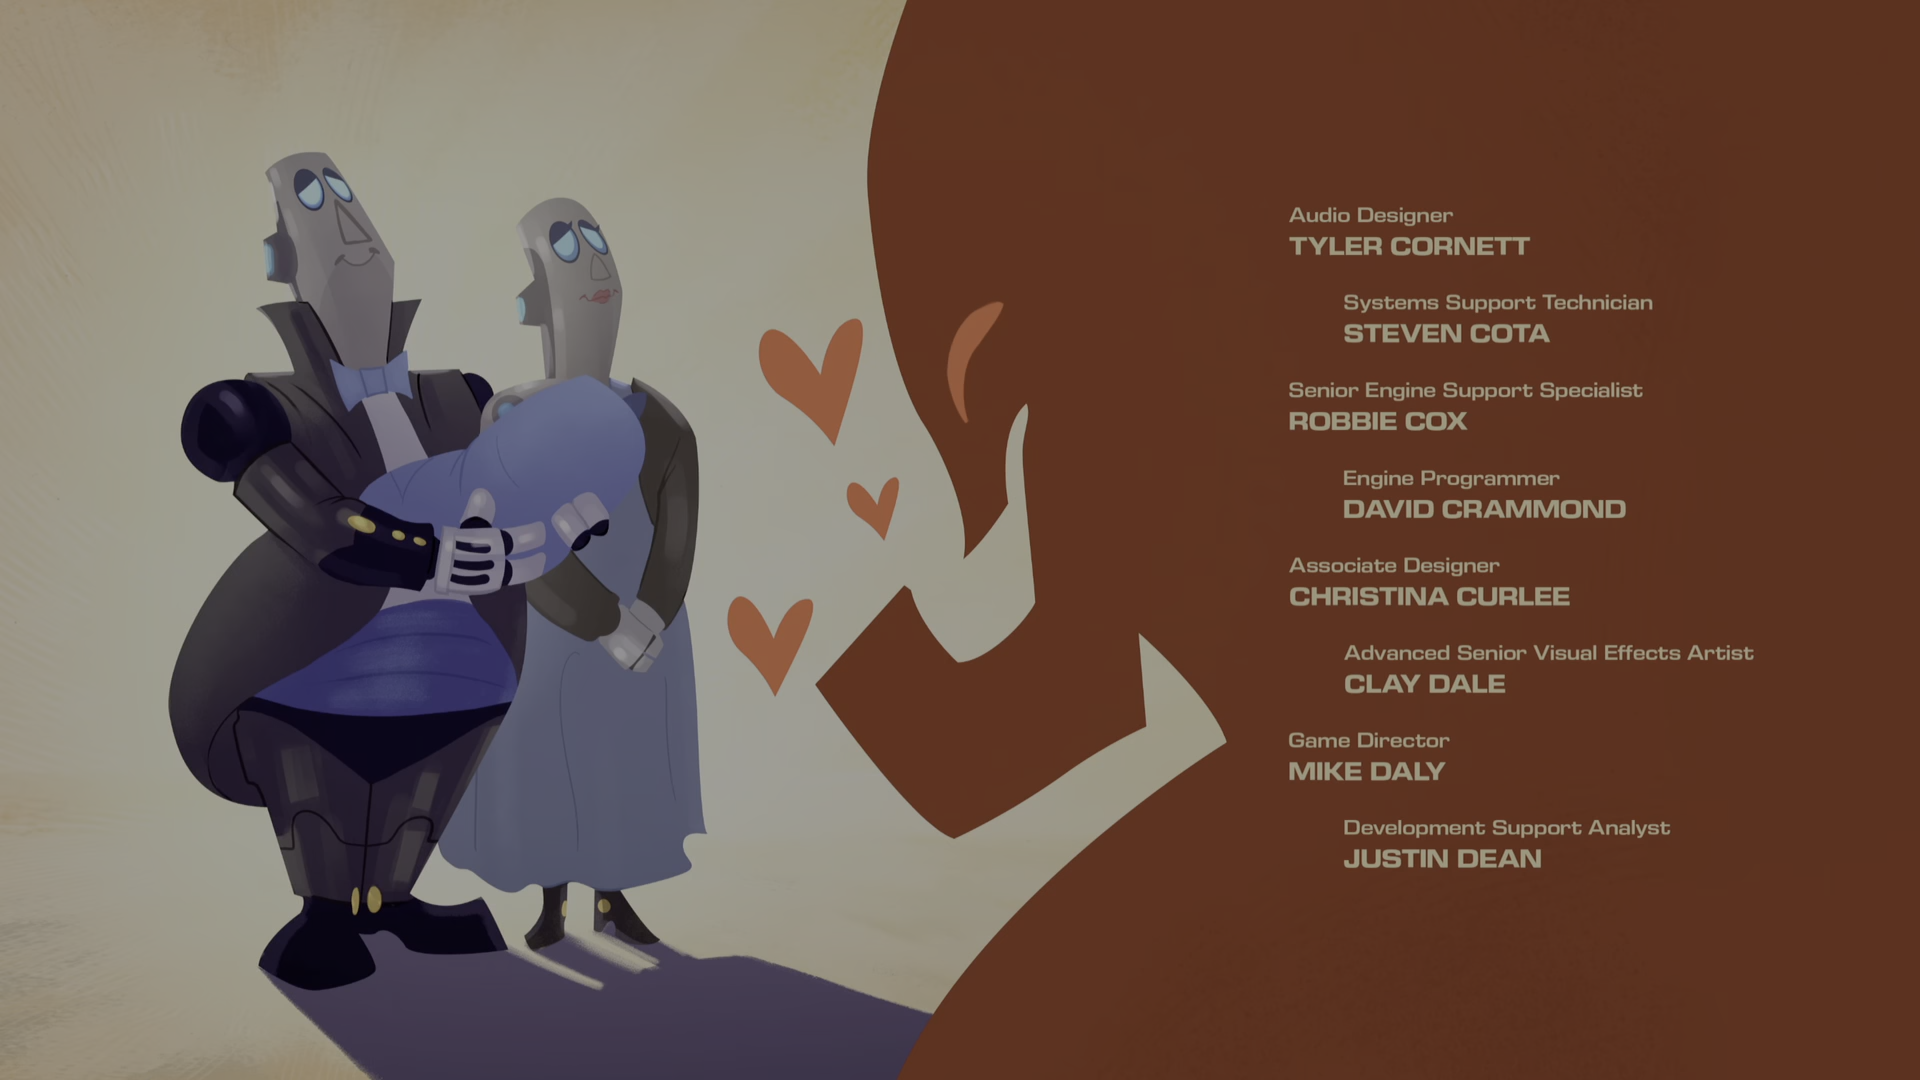 Audio Designer
TYLER CORNETT
Systems Support Technician
STEVEN COTA
Senior Engine Support Specialist
ROBBIE COX
Engine Programmer
DAVID CRAMMOND
Associate Designer
CHRISTINA CURLEE
Advanced Senior Visual Effects Artist
CLAY DALE
Game Director
MIKE DALY
Development Support Analyst
JUSTIN DEAN